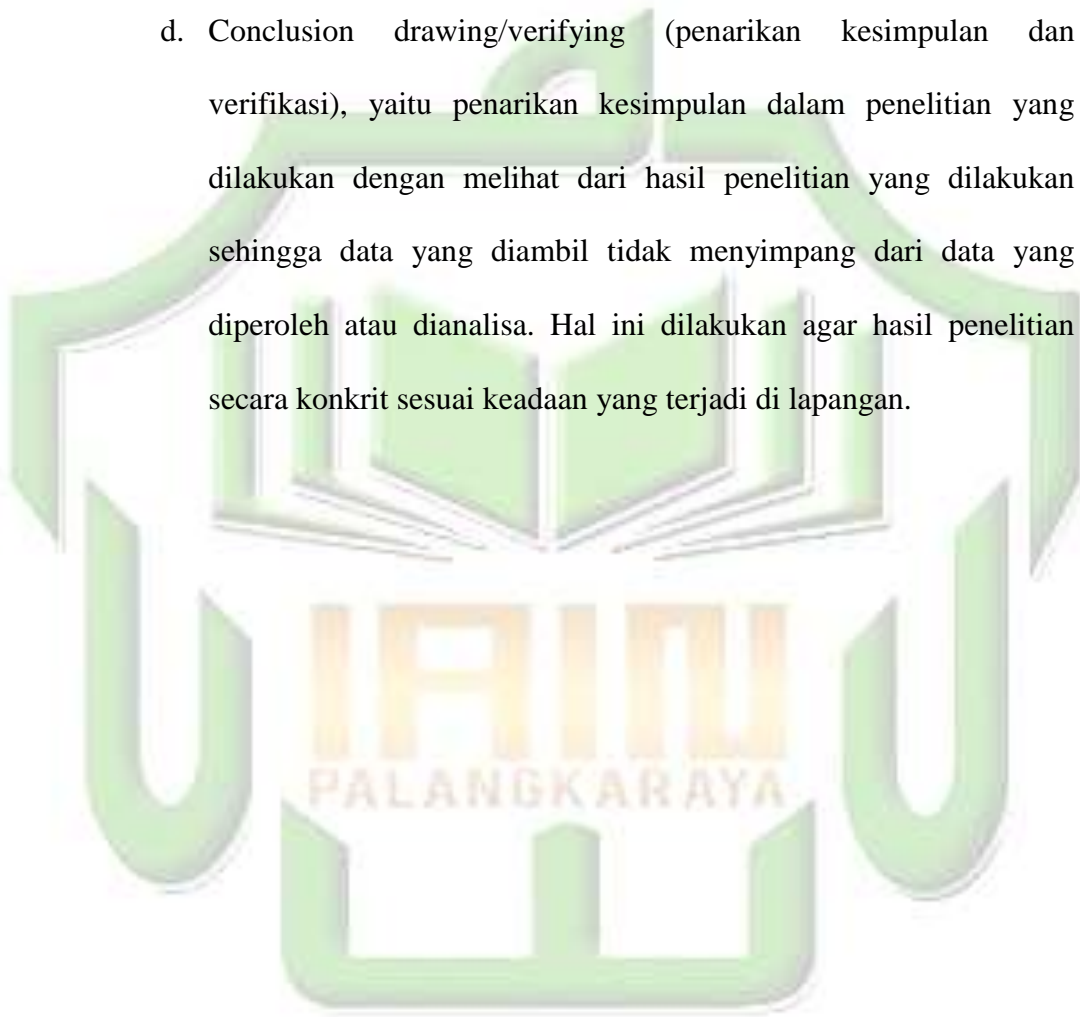 d. Conclusion drawing/verifying (penarikan kesimpulan dan
verifikasi), yaitu penarikan kesimpulan dalam penelitian yang
dilakukan dengan melihat dari hasil penelitian yang dilakukan
sehingga data yang diambil tidak menyimpang dari data yang
diperoleh atau dianalisa. Hal ini dilakukan agar hasil penelitian
secara konkrit sesuai keadaan yang terjadi di lapangan.
IAIN
PALANGKARAYA